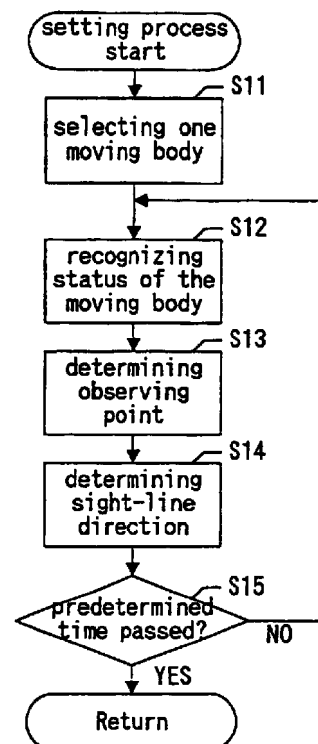 setting process
start
S11
selecting one
moving body
S12
recognizing
status of the
moving body
S13
determining
observing
point
S14
determining
sight-line
direction
S15
predetermined
time passed?
NO
YES
Return